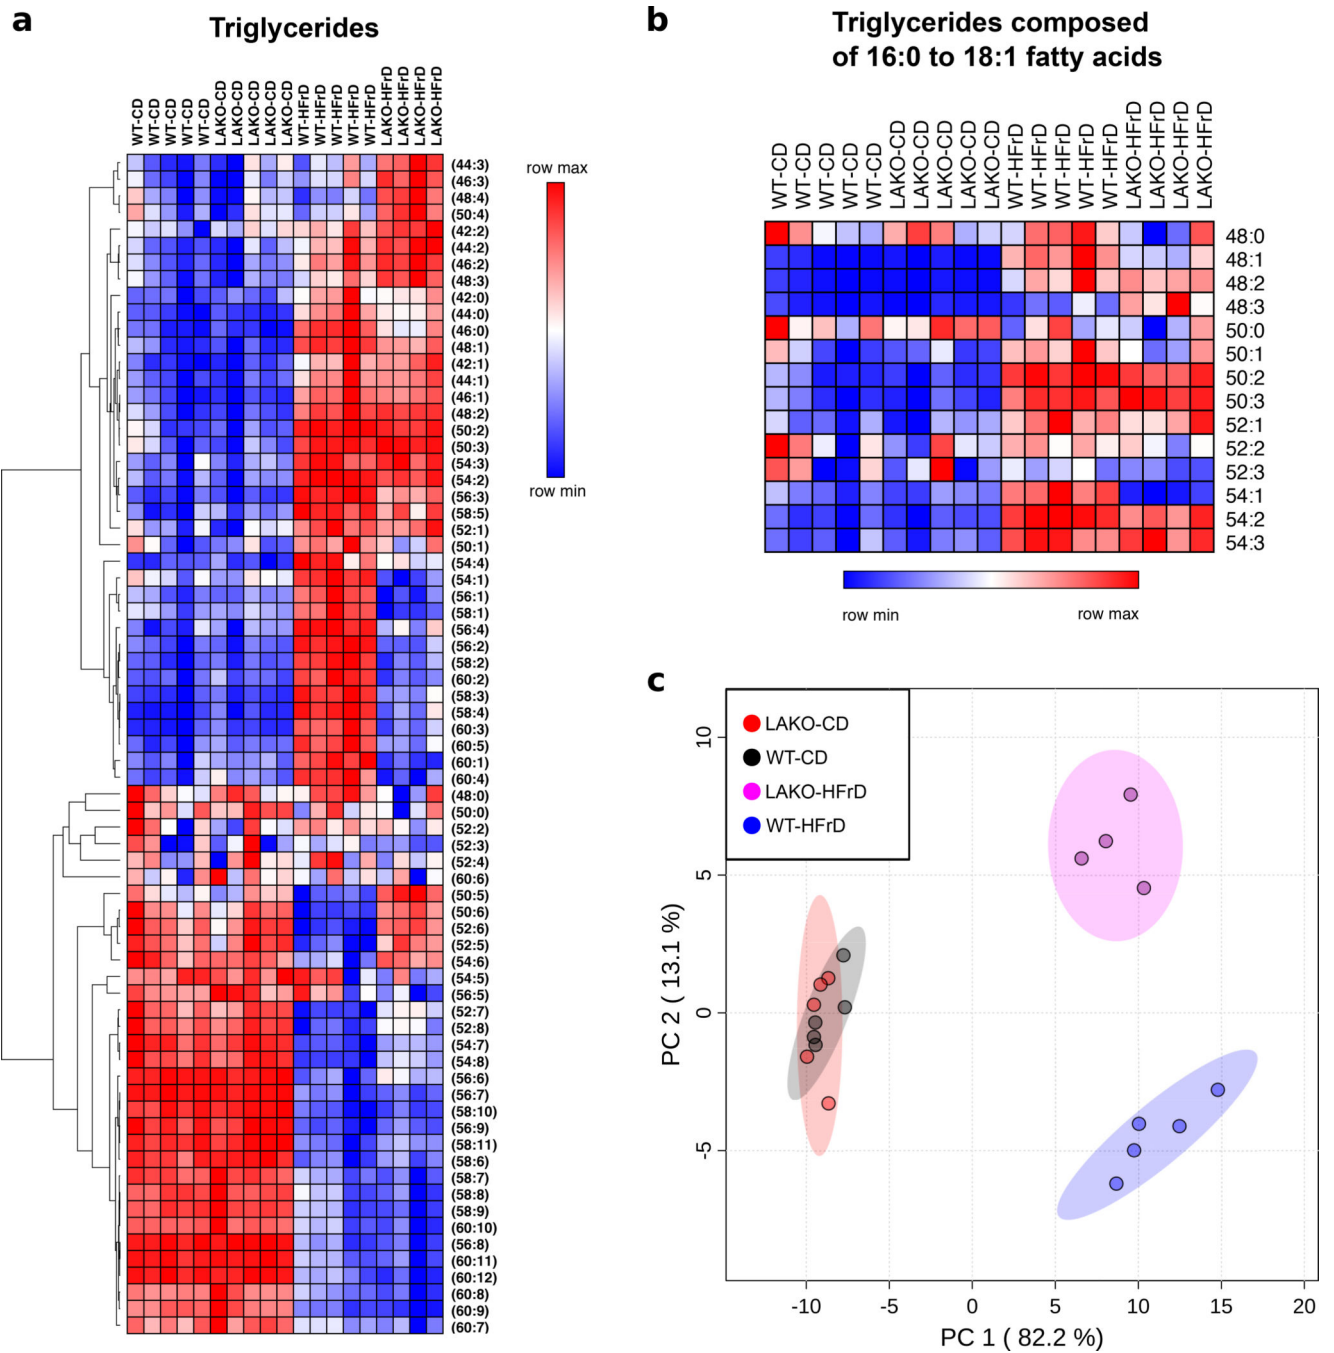 a
Triglycerides
WT-CD
WT-CD
WT-CD
WT-CD
WT-CD
LAKO-CD
LAKO-CD
LAKO-CD
LAKO-CD
LAKO-CD
WT-HFrD
WT-HFrD
WT-HFrD
WT-HFrD
WT-HFrD
LAKO-HFrD
LAKO-HFrD
LAKO-HFrD
LAKO-HFrD
(44:3)
(46:3)
(48:4)
(50:4)
(42:2)
(44:2)
(46:2)
(48:3)
(42:0)
(44:0)
(46:0)
(48:1)
(42:1)
(44:1)
(46:1)
(48:2)
(50:2)
(50:3)
(54:3)
(54:2)
(56:3)
(58:5)
(52:1)
(50:1)
(54:4)
(54:1)
(56:1)
(58:1)
(56:4)
(56:2)
(58:2)
(60:2)
(58:3)
(58:4)
(60:3)
(60:5)
(60:1)
(60:4)
(48:0)
(50:0)
(52:2)
(52:3)
(52:4)
(60:6)
(50:5)
(50:6)
(52:6)
(52:5)
(54:6)
(54:5)
(56:5)
(52:7)
(52:8)
(54:7)
(54:8)
(56:6)
(56:7)
(58:10)
(56:9)
(58:11)
(58:6)
(58:7)
(58:8)
(58:9)
(60:10)
(56:8)
(60:11)
(60:12)
(60:8)
(60:9)
(60:7)
row max
row min
b
Triglycerides composed
of 16:0 to 18:1 fatty acids
WT-CD
WT-CD
WT-CD
WT-CD
WT-CD
LAKO-CD
LAKO-CD
LAKO-CD
LAKO-CD
LAKO-CD
WT-HFrD
WT-HFrD
WT-HFrD
WT-HFrD
WT-HFrD
LAKO-HFrD
LAKO-HFrD
LAKO-HFrD
LAKO-HFrD
48:0
48:1
48:2
48:3
50:0
50:1
50:2
50:3
52:1
52:2
52:3
54:1
54:2
54:3
row min row max
c
LAKO-CD
WT-CD
LAKO-HFrD
WT-HFrD
PC 2 ( 13.1 %)
10
5
0
-5
-10 -5 0 5 10 15 20
PC 1 ( 82.2 %)